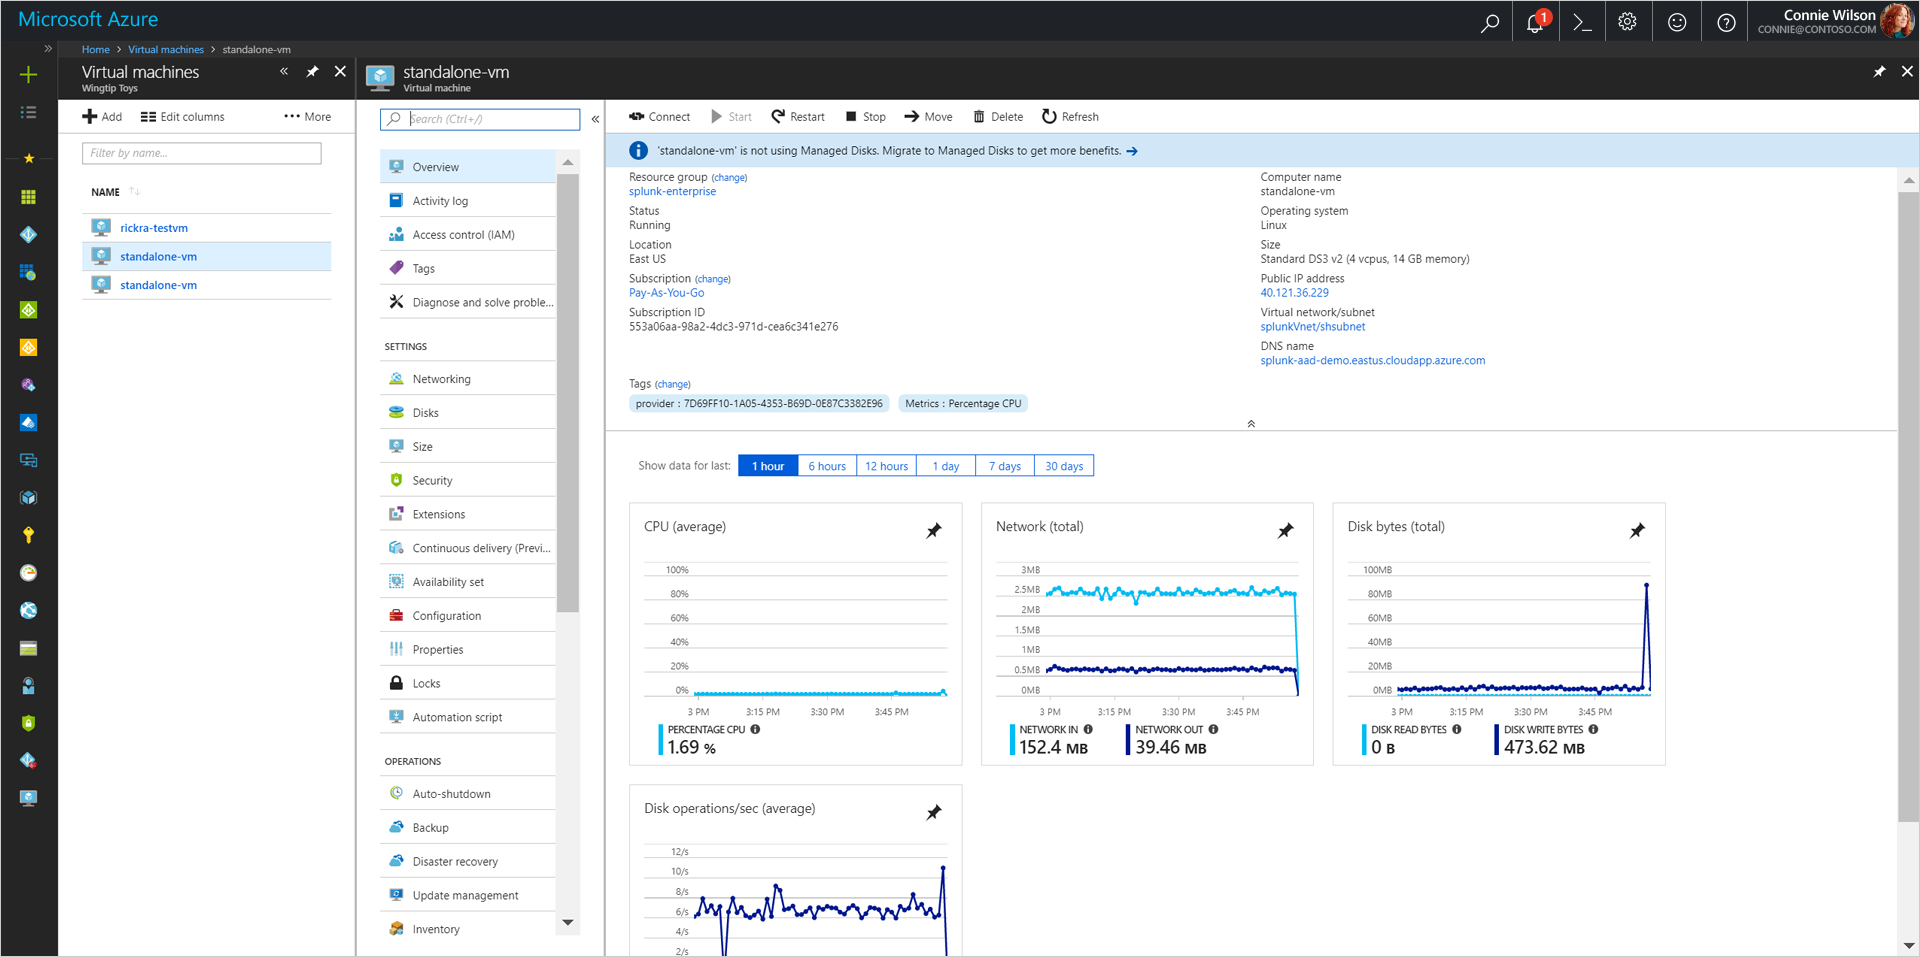 Microsoft Azure
1
Connie Wilson
CONNIE@CONTOSO.COM
Home > Virtual machines > standalone-vm
Virtual machines
Wingtip Toys
Add
Edit columns
More
Filter by name...
NAME
rickra-testvm
standalone-vm
standalone-vm
standalone-vm
Virtual machine
Search (Ctrl+/)
Overview
Activity log
Access control (IAM)
Tags
Diagnose and solve proble...
SETTINGS
Networking
Disks
Size
Security
Extensions
Continuous delivery (Previ...
Availability set
Configuration
Properties
Locks
Automation script
OPERATIONS
Auto-shutdown
Backup
Disaster recovery
Update management
Inventory
Connect
Start
Restart
Stop
Move
Delete
Refresh
'standalone-vm' is not using Managed Disks. Migrate to Managed Disks to get more benefits.
Resource group (change)
splunk-enterprise
Status
Running
Location
East US
Subscription (change)
Pay-As-You-Go
Subscription ID
553a06aa-98a2-4dc3-971d-cea6c341e276
Computer name
standalone-vm
Operating system
Linux
Size
Standard DS3 v2 (4 vcpus, 14 GB memory)
Public IP address
40.121.36.229
Virtual network/subnet
splunkVnet/shsubnet
DNS name
splunk-aad-demo.eastus.cloudapp.azure.com
Tags (change)
provider : 7D69FF10-1A05-4353-B69D-0E87C3382E96
Metrics : Percentage CPU
Show data for last:
1 hour
6 hours
12 hours
1 day
7 days
30 days
CPU (average)
100%
80%
60%
40%
20%
0%
3 PM
3:15 PM
3:30 PM
3:45 PM
PERCENTAGE CPU
1.69 %
Network (total)
3MB
2.5MB
2MB
1.5MB
1MB
0.5MB
0MB
3 PM
3:15 PM
3:30 PM
3:45 PM
NETWORK IN
152.4 MB
NETWORK OUT
39.46 MB
Disk bytes (total)
100MB
80MB
60MB
40MB
20MB
0MB
3 PM
3:15 PM
3:30 PM
3:45 PM
DISK READ BYTES
0 B
DISK WRITE BYTES
473.62 MB
Disk operations/sec (average)
12/s
10/s
8/s
6/s
4/s
2/s